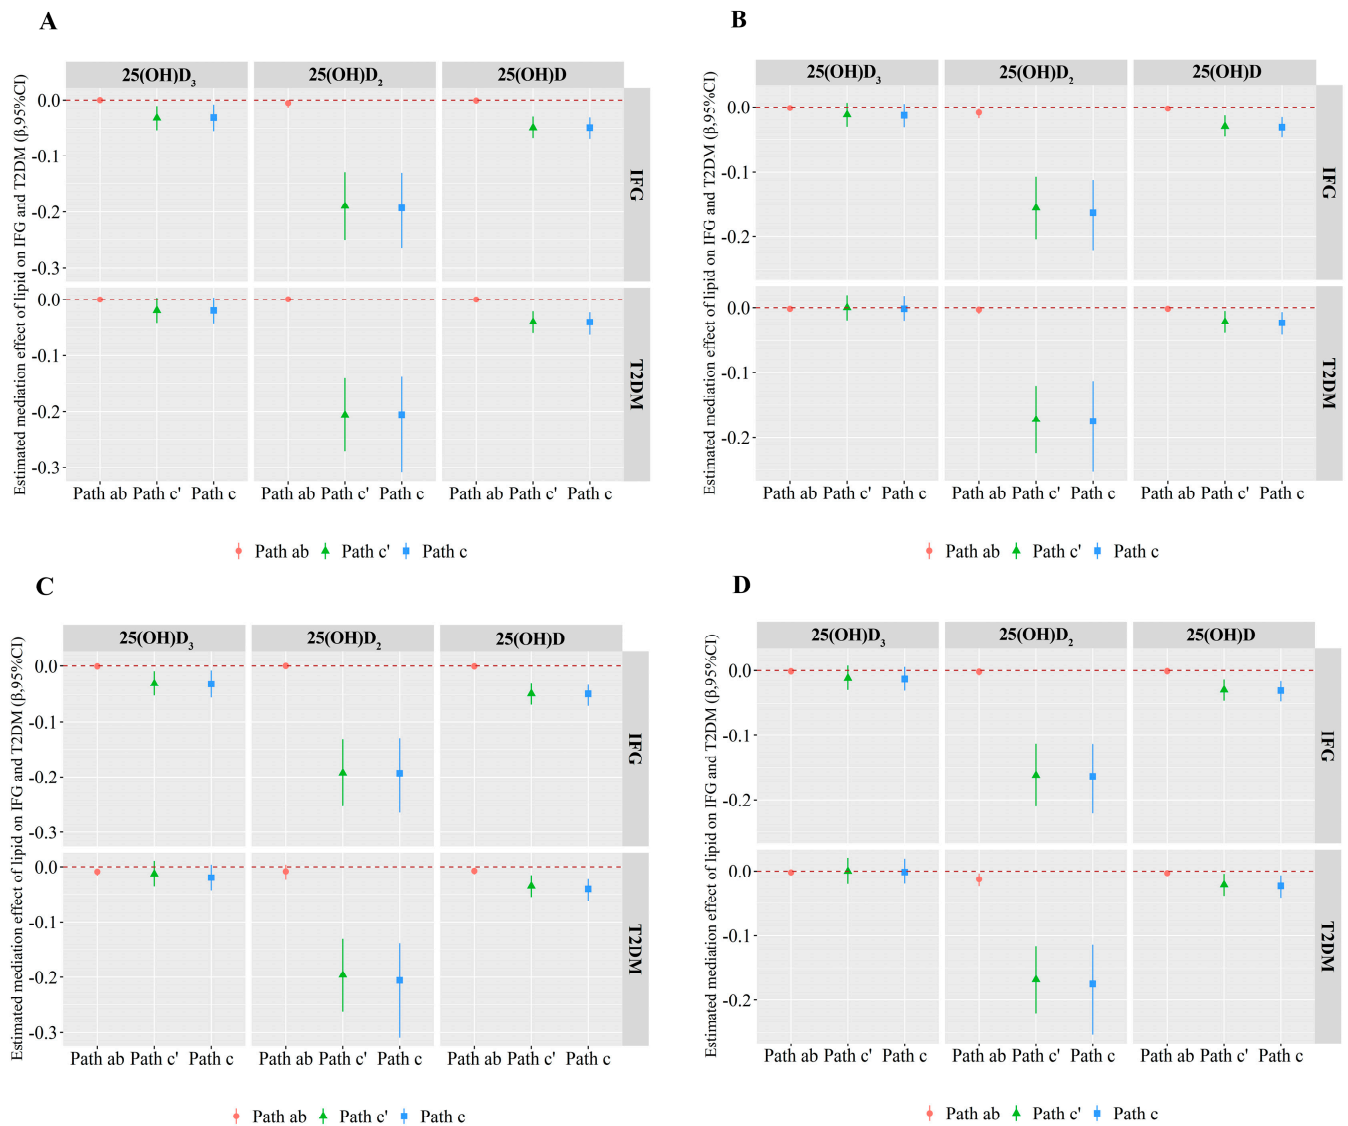 A
Estimated mediation effect of lipid on IFG and T2DM (β,95%CI)
25(OH)D₃ 25(OH)D₂ 25(OH)D
0.0
-0.1
-0.2
-0.3
IFG
0.0
-0.1
-0.2
-0.3
T2DM
Path ab Path c' Path c Path ab Path c' Path c Path ab Path c' Path c
Path ab Path c' Path c
B
Estimated mediation effect of lipid on IFG and T2DM (β,95%CI)
25(OH)D₃ 25(OH)D₂ 25(OH)D
0.0
-0.1
-0.2
IFG
0.0
-0.1
-0.2
T2DM
Path ab Path c' Path c Path ab Path c' Path c Path ab Path c' Path c
Path ab Path c' Path c
C
Estimated mediation effect of lipid on IFG and T2DM (β,95%CI)
25(OH)D₃ 25(OH)D₂ 25(OH)D
0.0
-0.1
-0.2
-0.3
IFG
0.0
-0.1
-0.2
-0.3
T2DM
Path ab Path c' Path c Path ab Path c' Path c Path ab Path c' Path c
Path ab Path c' Path c
D
Estimated mediation effect of lipid on IFG and T2DM (β,95%CI)
25(OH)D₃ 25(OH)D₂ 25(OH)D
0.0
-0.1
-0.2
IFG
0.0
-0.1
-0.2
T2DM
Path ab Path c' Path c Path ab Path c' Path c Path ab Path c' Path c
Path ab Path c' Path c